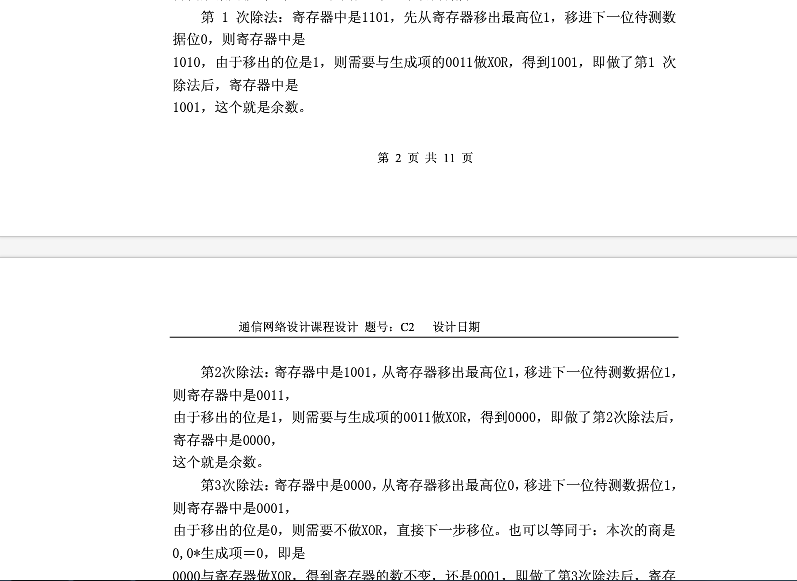 第 1 次除法：寄存器中是1101，先从寄存器移出最高位1，移进下一位待测数
据位0，则寄存器中是
1010，由于移出的位是1，则需要与生成项的0011做XOR，得到1001，即做了第1 次
除法后，寄存器中是
1001，这个就是余数。
第 2 页 共 11 页
通信网络设计课程设计 题号：C2 设计日期
第2次除法：寄存器中是1001，从寄存器移出最高位1，移进下一位待测数据位1，
则寄存器中是0011，
由于移出的位是1，则需要与生成项的0011做XOR，得到0000，即做了第2次除法后，
寄存器中是0000，
这个就是余数。
第3次除法：寄存器中是0000，从寄存器移出最高位0，移进下一位待测数据位1，
则寄存器中是0001，
由于移出的位是0，则需要不做XOR，直接下一步移位。也可以等同于：本次的商是
0,0*生成项＝0，即是
0000与寄存器做XOR，得到寄存器的数不变，还是0001，即做了第3次除法后，寄存